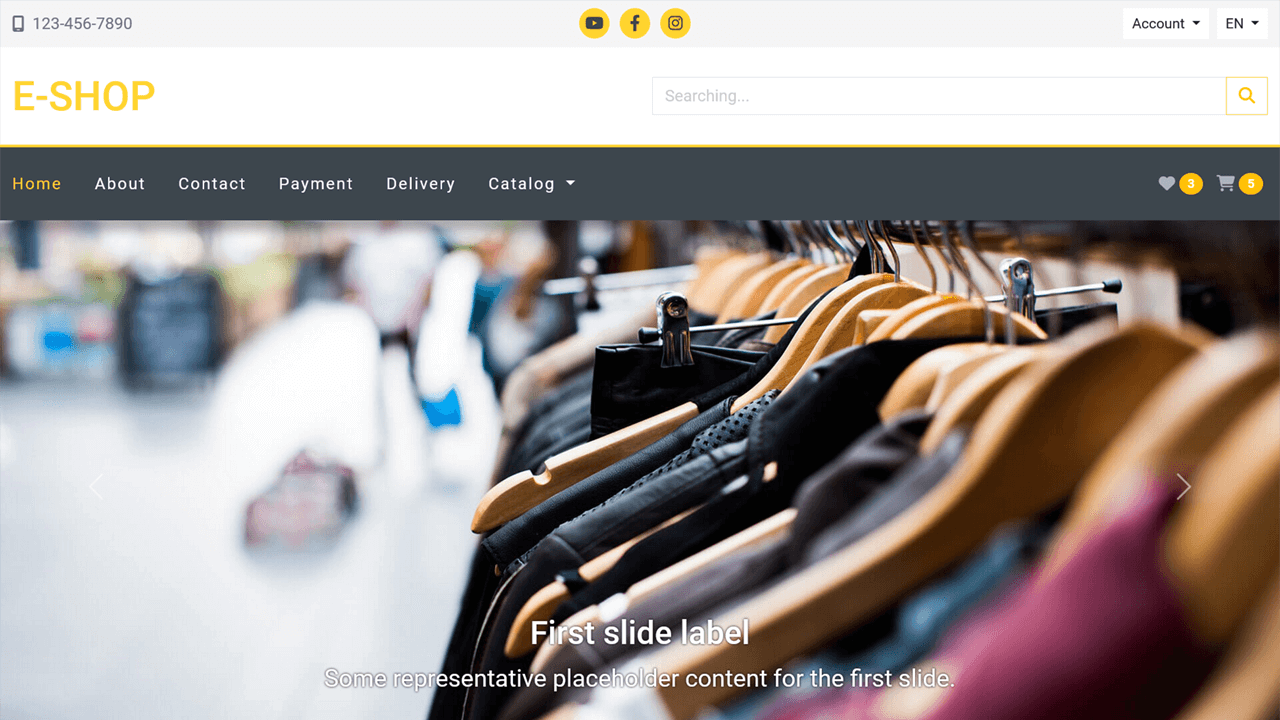 123-456-7890
Account
EN
E-SHOP
Searching...
Home
About
Contact
Payment
Delivery
Catalog
3
5
First slide label
Some representative placeholder content for the first slide.